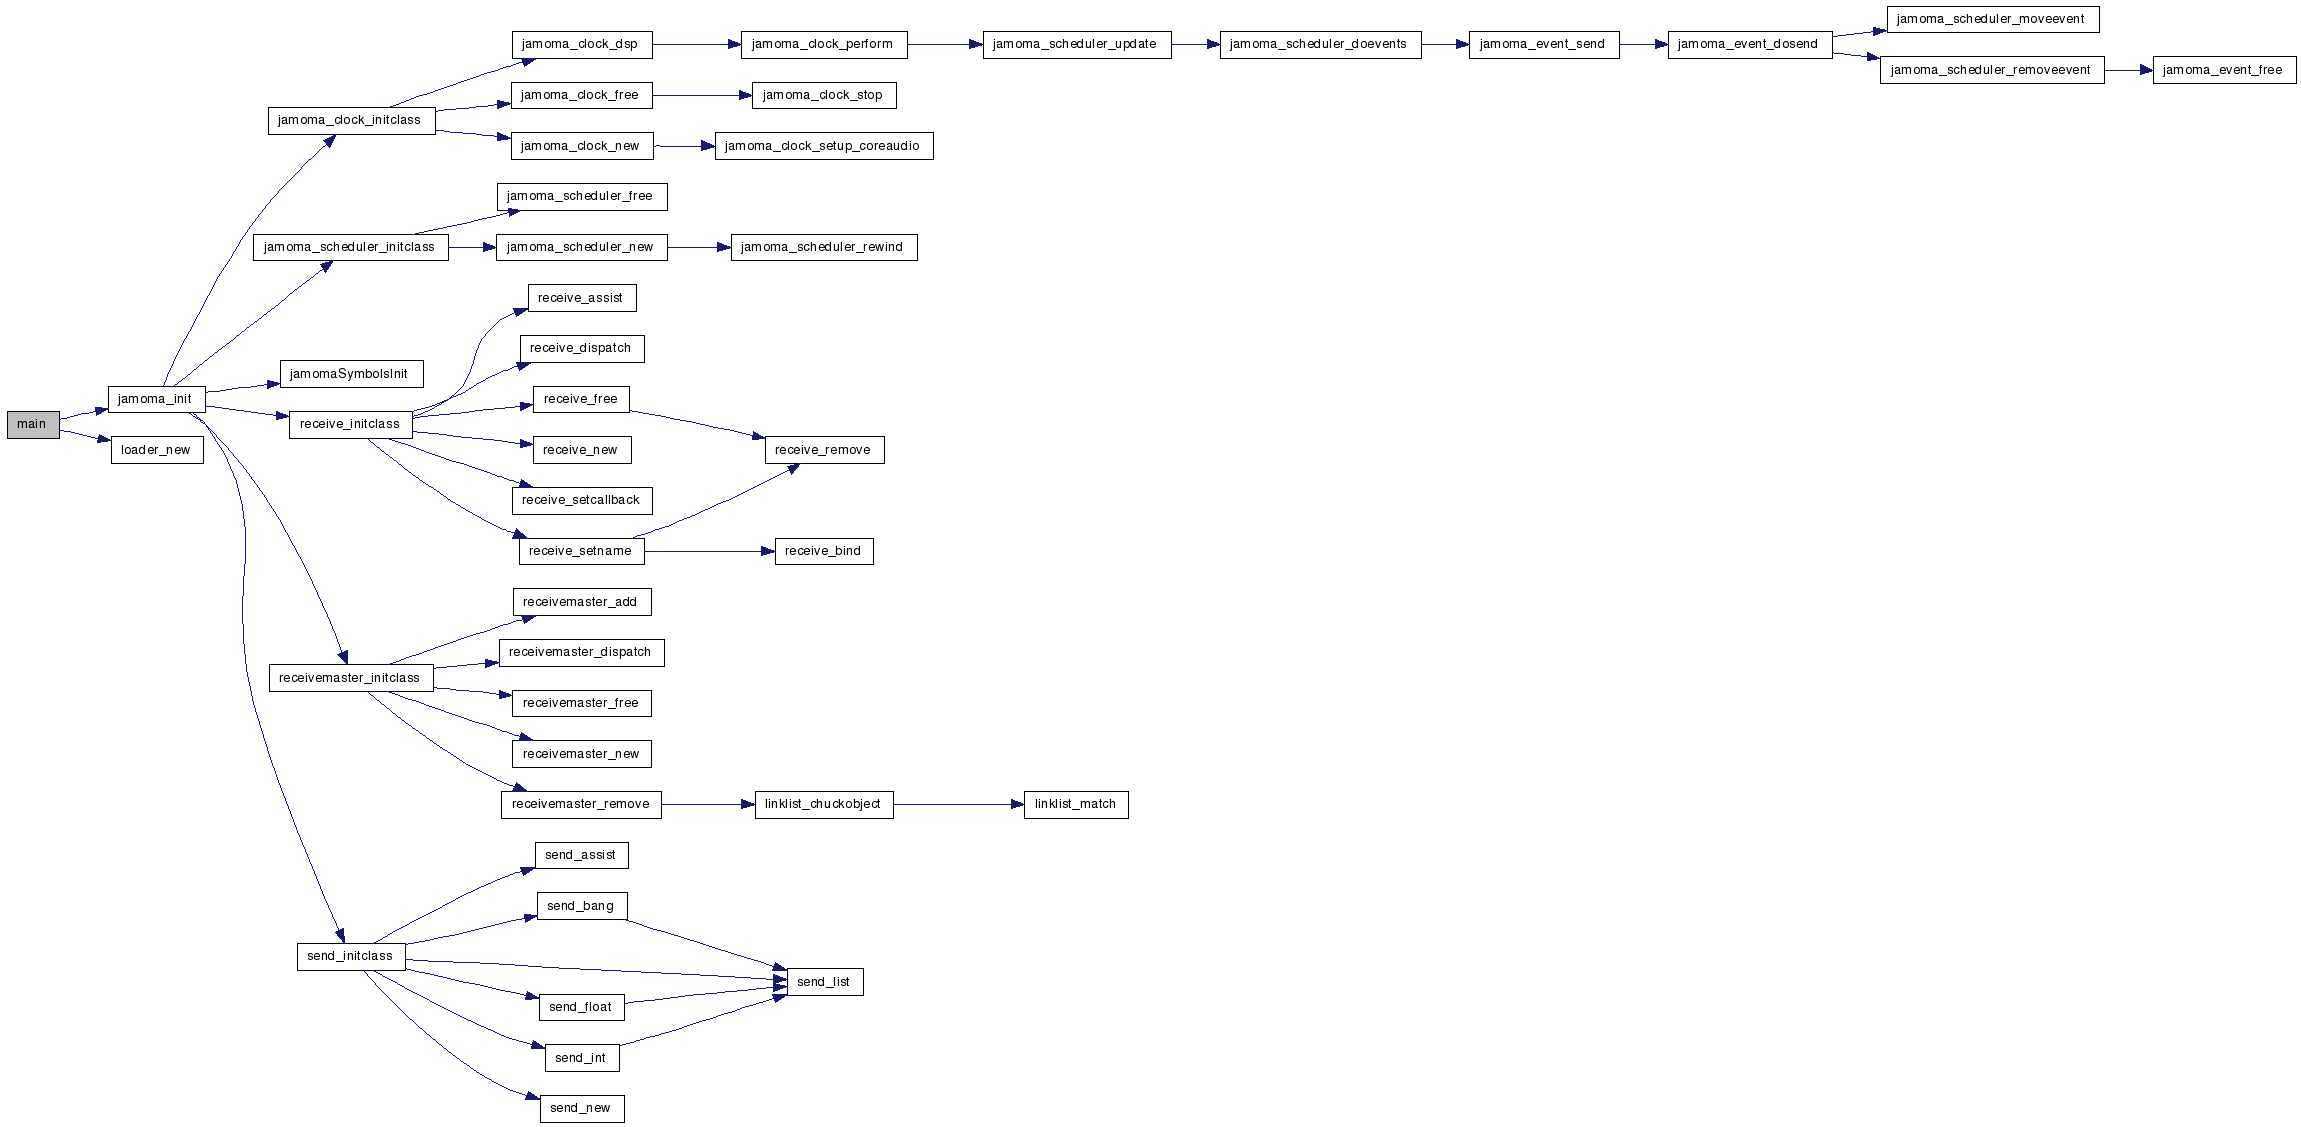 jamoma_scheduler_moveevent
jamoma_clock_dsp
jamoma_clock_perform
jamoma_scheduler_update
jamoma_scheduler_doevents
jamoma_event_send
jamoma_event_dosend
jamoma_scheduler_removeevent
jamoma_event_free
jamoma_clock_free
jamoma_clock_stop
jamoma_clock_initclass
jamoma_clock_new
jamoma_clock_setup_coreaudio
jamoma_scheduler_free
jamoma_scheduler_initclass
jamoma_scheduler_new
jamoma_scheduler_rewind
receive_assist
receive_dispatch
jamomaSymbolsInit
jamoma_init
receive_free
main
receive_initclass
loader_new
receive_new
receive_remove
receive_setcallback
receive_setname
receive_bind
receivemaster_add
receivemaster_dispatch
receivemaster_initclass
receivemaster_free
receivemaster_new
receivemaster_remove
linklist_chuckobject
linklist_match
send_assist
send_bang
send_initclass
send_list
send_float
send_int
send_new